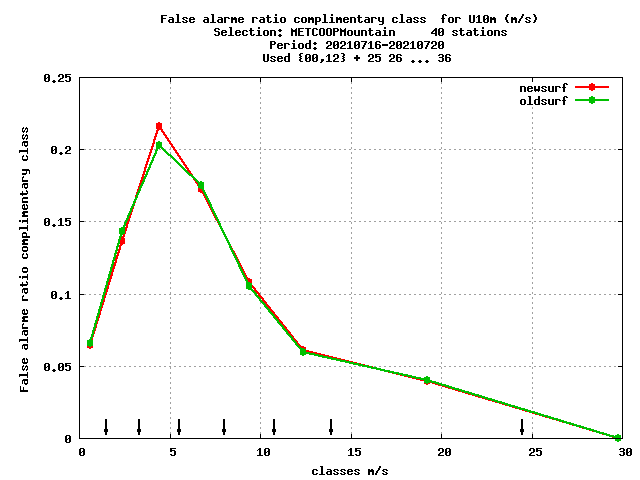 False alarme ratio complimentary class  for U10m (m/s)
Selection: METCOOPMountain     40 stations
Period: 20210716-20210720
Used {00,12} + 25 26 ... 36
newsurf
oldsurf
False alarme ratio complimentary class
0.25
0.2
0.15
0.1
0.05
0
0 5 10 15 20 25 30
classes m/s